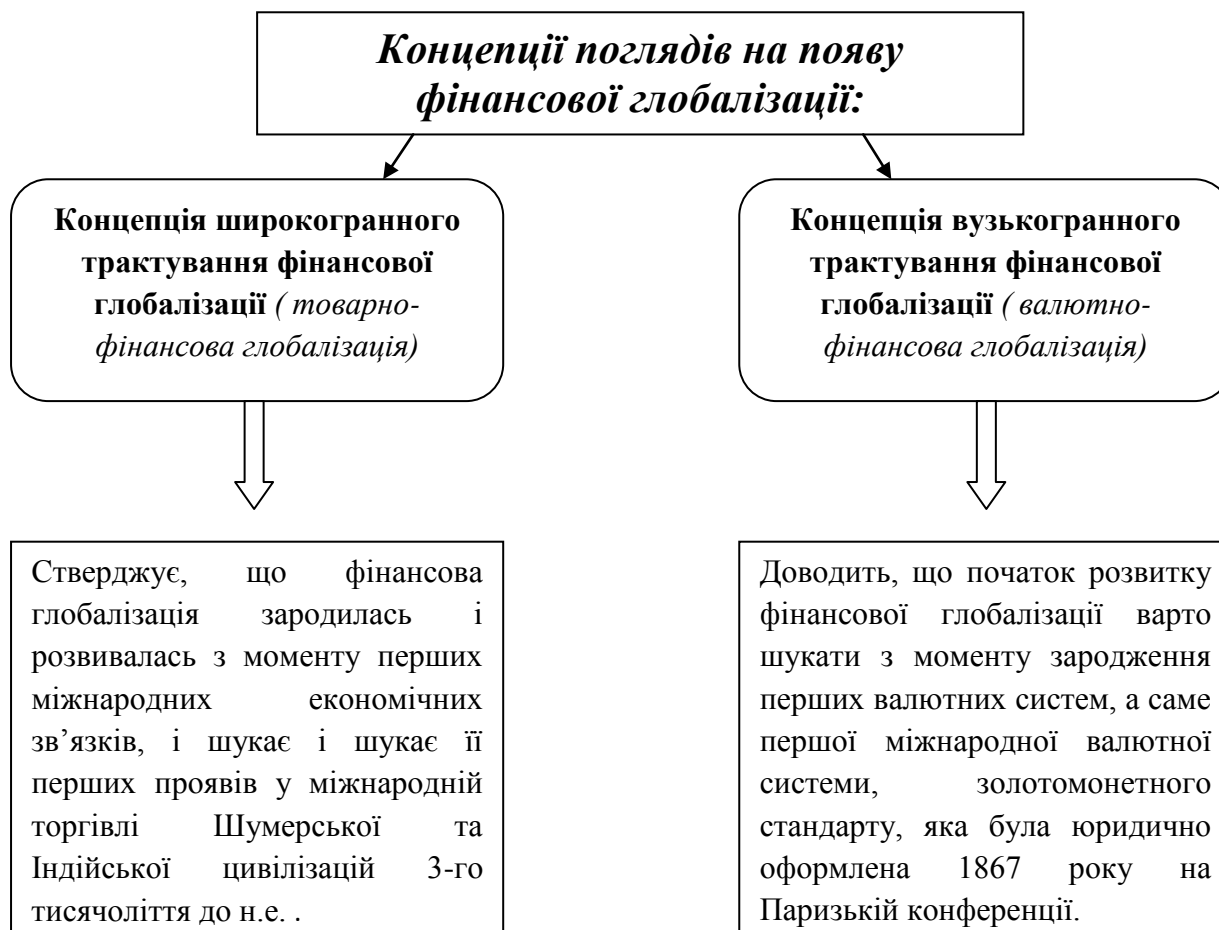 Концепції поглядів на появу
фінансової глобалізації:
Концепція широкогранного
трактування фінансової
глобалізації ( товарно-
фінансова глобалізація)
Стверджує, що фінансова
глобалізація зародилась і
розвивалась з моменту перших
міжнародних економічних
зв’язків, і шукає і шукає її
перших проявів у міжнародній
торгівлі Шумерської та
Індійської цивілізацій 3-го
тисячоліття до н.е. .
Концепція вузькогранного
трактування фінансової
глобалізації ( валютно-
фінансова глобалізація)
Доводить, що початок розвитку
фінансової глобалізації варто
шукати з моменту зародження
перших валютних систем, а саме
першої міжнародної валютної
системи, золотомонетного
стандарту, яка була юридично
оформлена 1867 року на
Паризькій конференції.